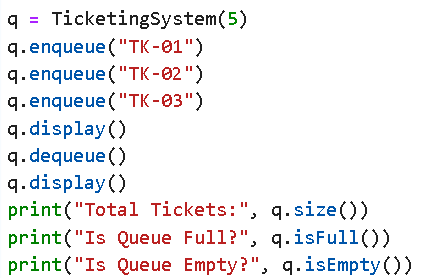 q = TicketingSystem(5)
q.enqueue("TK-01")
q.enqueue("TK-02")
q.enqueue("TK-03")
q.display()
q.dequeue()
q.display()
print("Total Tickets:", q.size())
print("Is Queue Full?", q.isFull())
print("Is Queue Empty?", q.isEmpty())